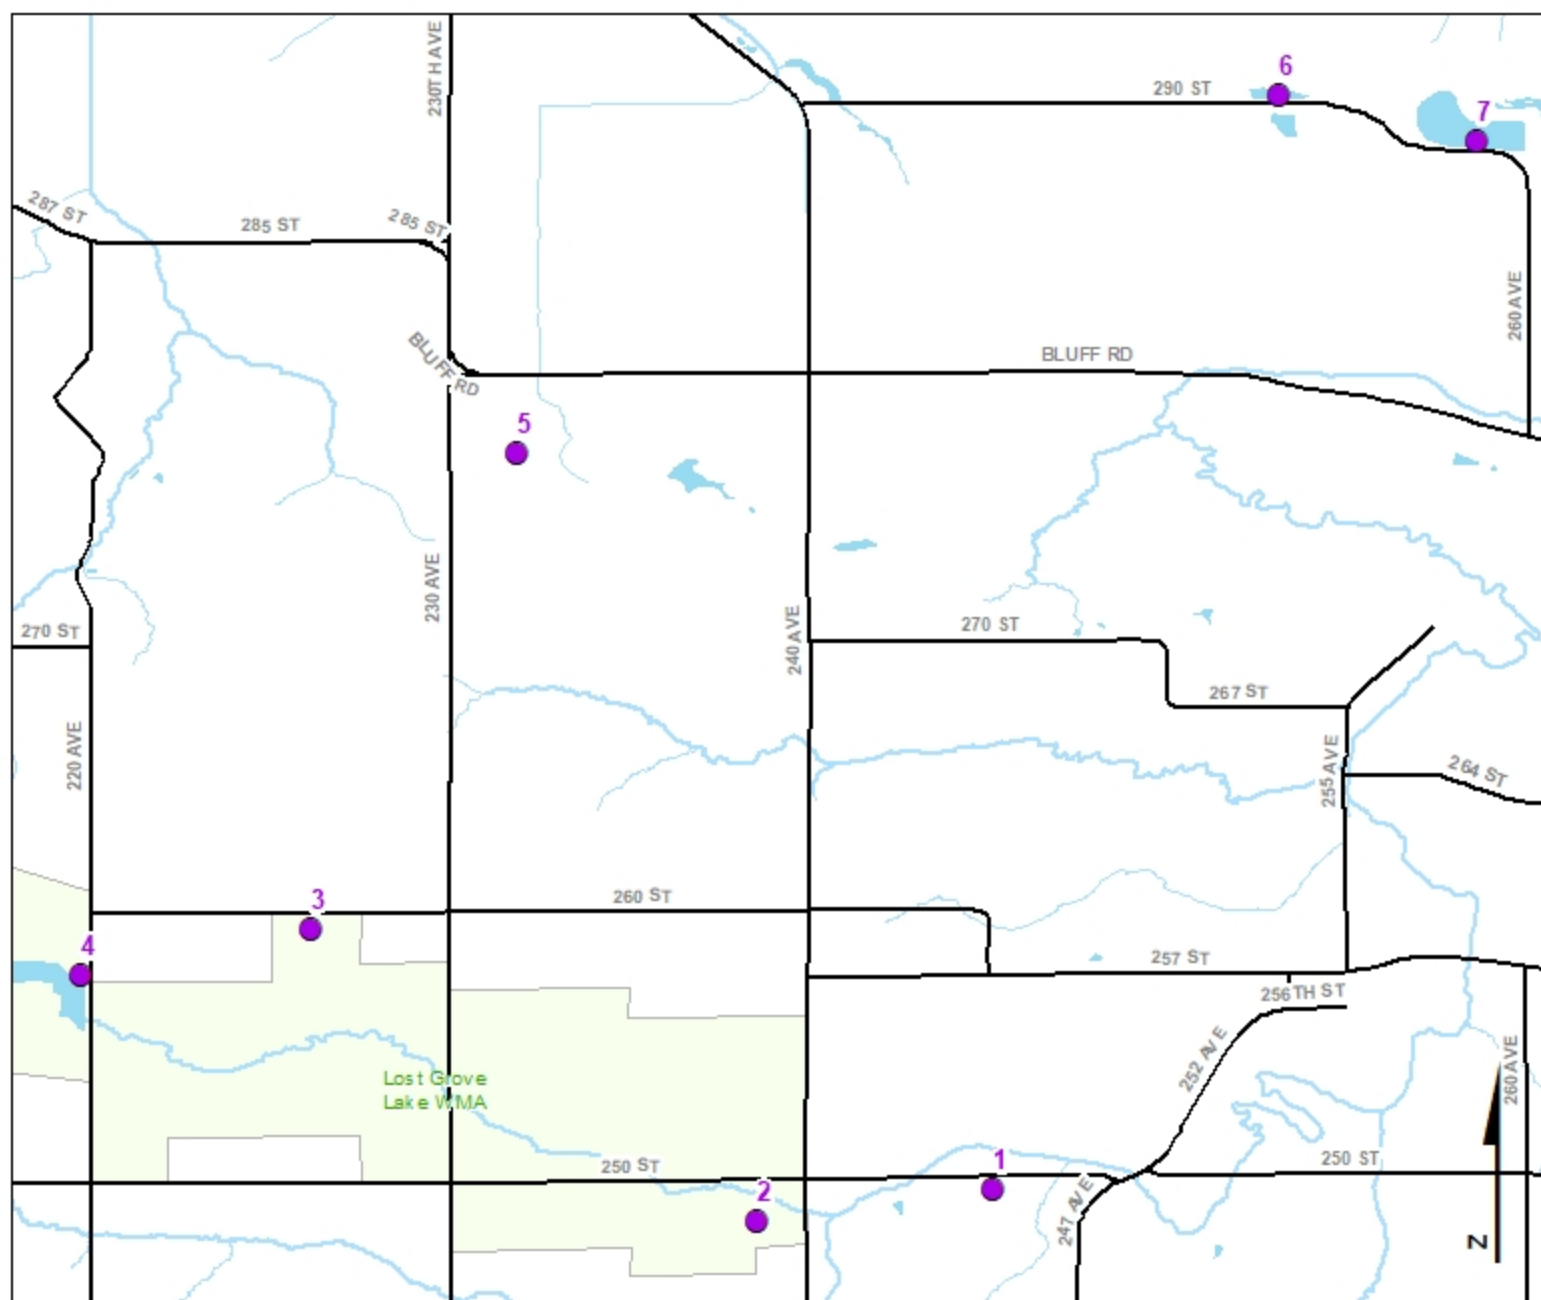 230TH AVE
6
290 ST
7
287 ST
285 ST
285 ST
260 AVE
BLUFF RD
BLUFF RD
5
230 AVE
240 AVE
270 ST
270 ST
267 ST
220 AVE
255 AVE
264 ST
3
260 ST
4
257 ST
256TH ST
252 AVE
260 AVE
Lost Grove
Lake WMA
250 ST
1
250 ST
2
247 AVE
N